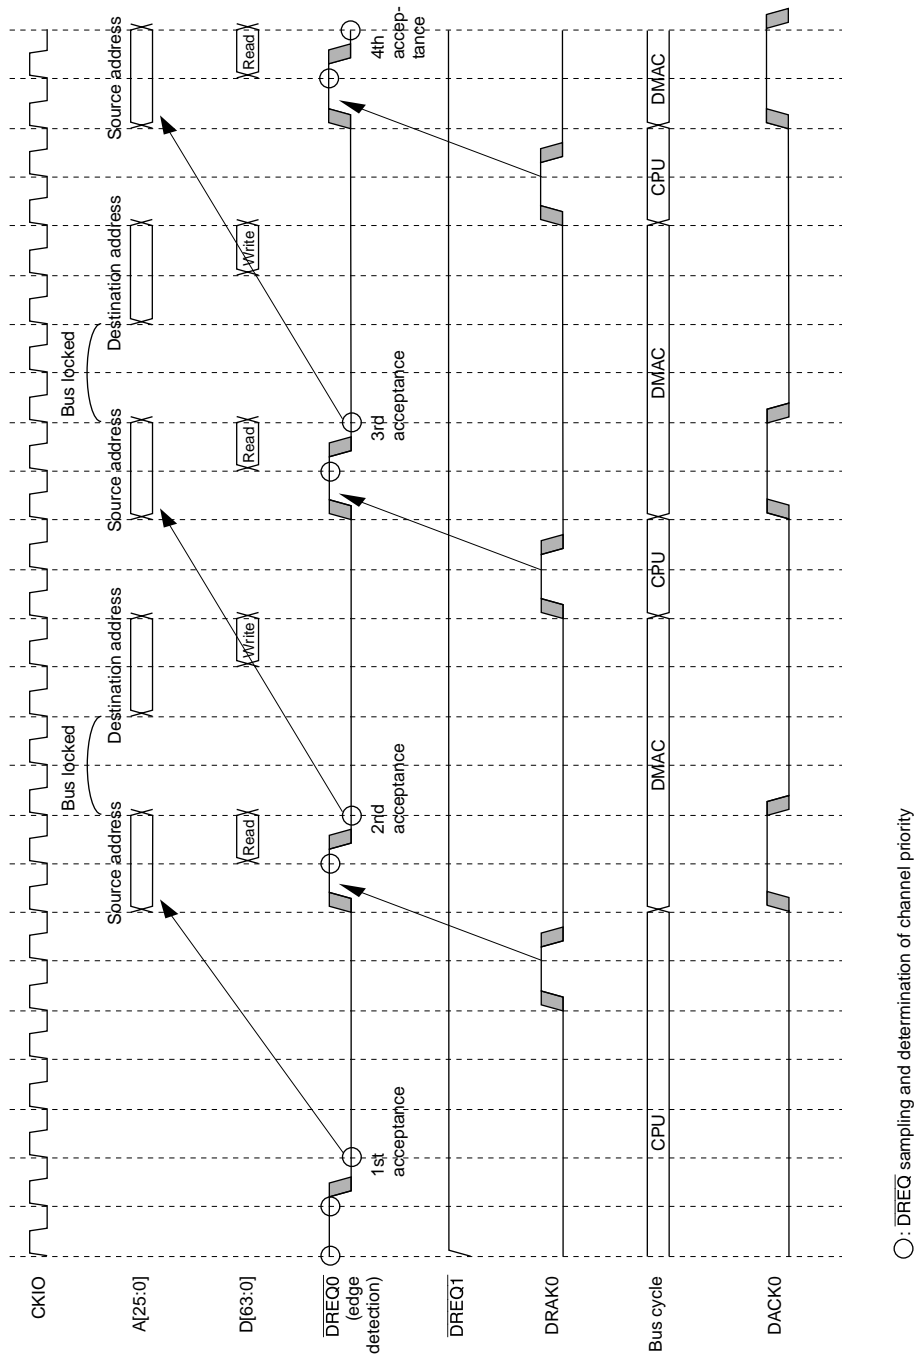 CKIO
Bus locked
Bus locked
A[25:0]
Source address
Destination address
Source address
Destination address
Source address
D[63:0]
Read
Write
Read
Write
Read
DREQ0
(edge
detection)
1st
acceptance
2nd
acceptance
3rd
acceptance
4th
accep-
tance
DREQ1
DRAK0
Bus cycle
CPU
DMAC
CPU
DMAC
CPU
DMAC
DACK0
: DREQ sampling and determination of channel priority